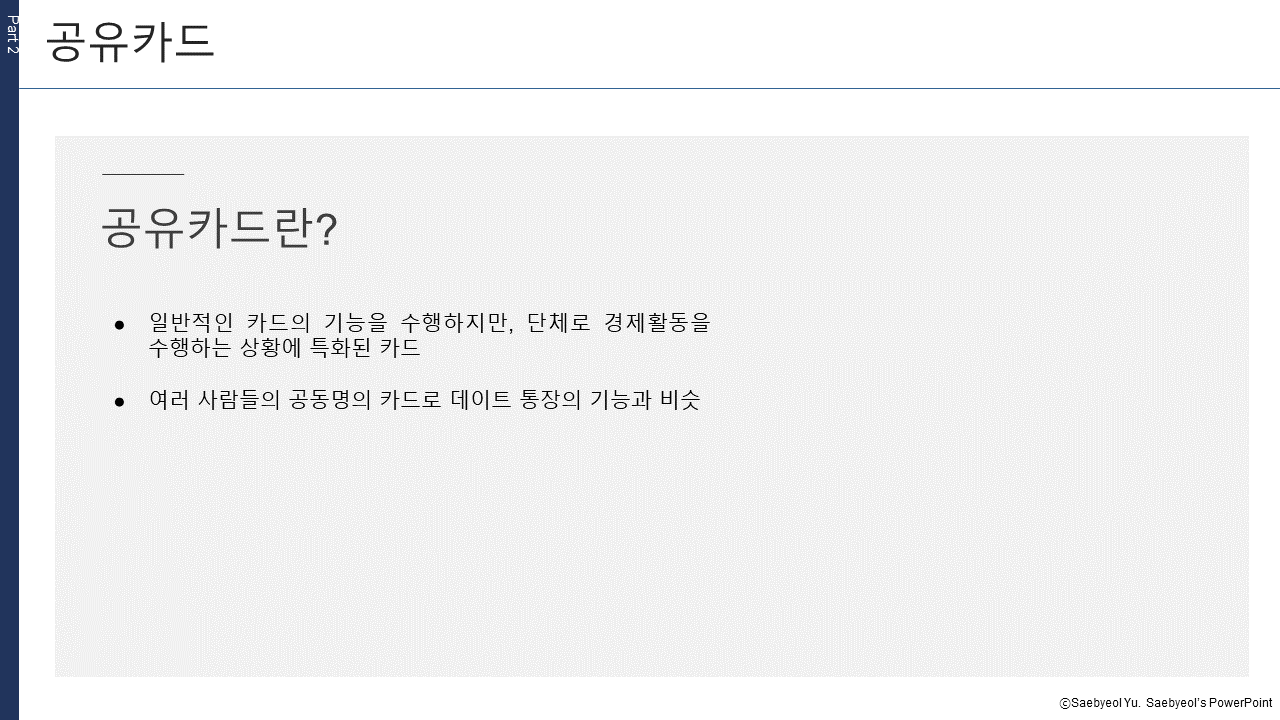 Part 2
공유카드
공유카드란?
● 일반적인 카드의 기능을 수행하지만, 단체로 경제활동을
수행하는 상황에 특화된 카드
● 여러 사람들의 공동명의 카드로 데이트 통장의 기능과 비슷
ⓒSaebyeol Yu. Saebyeol’s PowerPoint